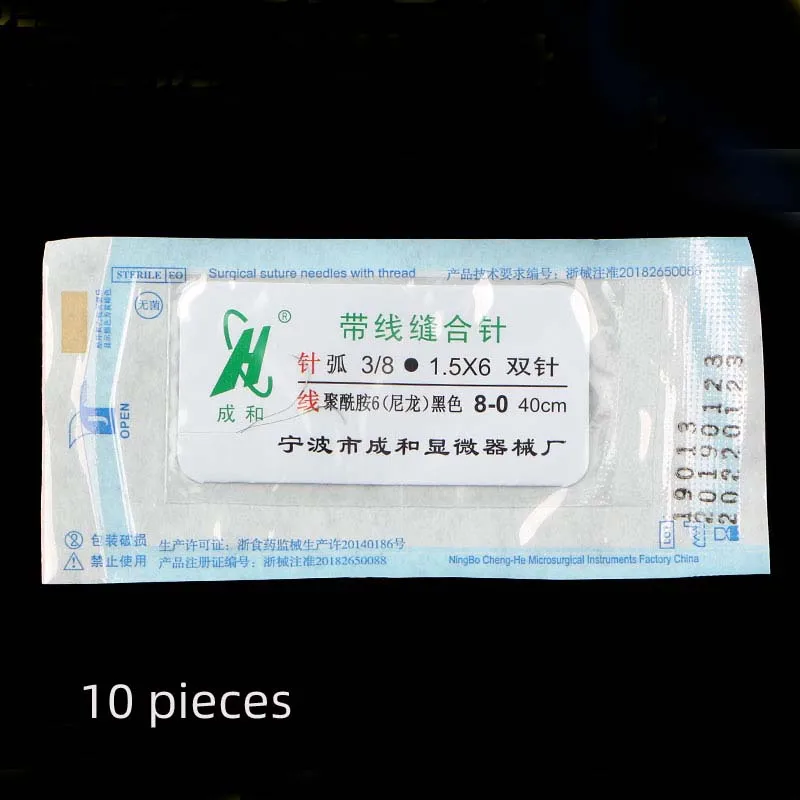 STERILE EO
Surgical suture needles with thread
产品技术要求编号：浙械注准20182650088
无菌
®
成和
带线缝合针
针 弧 3/8 ● 1.5X6 双针
线 聚酰胺6（尼龙）黑色 8-0 40cm
宁波市成和显微器械厂
OPEN
19013
20190123
20220123
LOT
包装破损
禁止使用
生产许可证：浙食药监械生产许20140186号
产品注册证编号：浙械注准20182650088
NingBo Cheng-He Microsurgical Instruments Factory China
10 pieces